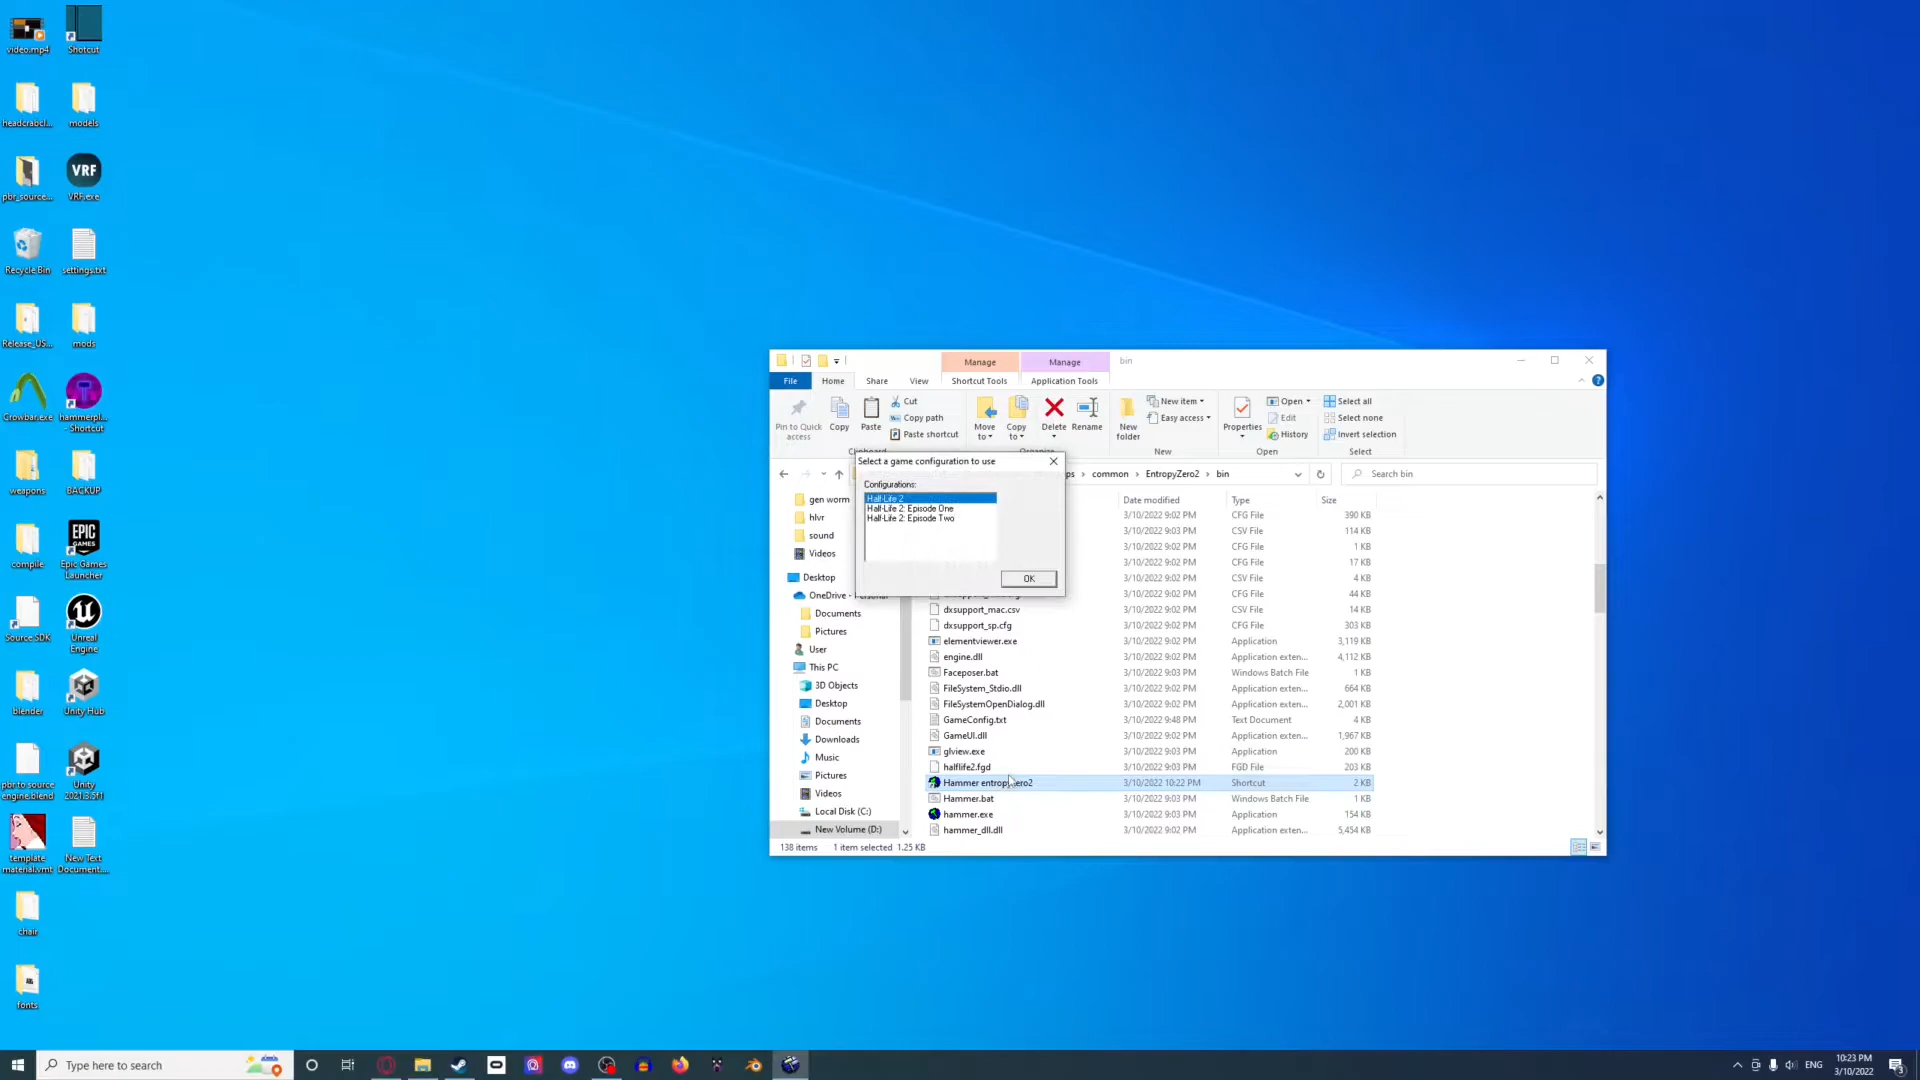 video.mp4
Shotcut
headcrabcl...
models
pbr_source...
VRF
VRF.exe
Recycle Bin
settings.txt
Release_US...
mods
Crowbar.exe
hammerpl...
- Shortcut
weapons
BACKUP
EPIC
GAMES
compile
Epic Games
Launcher
Source SDK
Unreal
Engine
blender
Unity Hub
pbr to source
engine.blend
Unity
2021.3.5f1
template
material.vmt
New Text
Document....
chair
fonts
Manage
Manage
bin
File
Home
Share
View
Shortcut Tools
Application Tools
Pin to Quick
access
Copy
Paste
Cut
Copy path
Paste shortcut
Move
to
Copy
to
Delete
Rename
New
folder
New item
Easy access
Properties
Open
Edit
History
Select all
Select none
Invert selection
Clipboard
Organize
New
Open
Select
Select a game configuration to use
Configurations:
Half-Life 2
Half-Life 2: Episode One
Half-Life 2: Episode Two
OK
ps
common
EntropyZero2
bin
Search bin
gen worm
hlvr
sound
Videos
Desktop
OneDrive - Personal
Documents
Pictures
User
This PC
3D Objects
Desktop
Documents
Downloads
Music
Pictures
Videos
Local Disk (C:)
New Volume (D:)
Date modified Type Size
3/10/2022 9:02 PM CFG File 390 KB
3/10/2022 9:03 PM CSV File 114 KB
3/10/2022 9:02 PM CFG File 1 KB
3/10/2022 9:02 PM CFG File 17 KB
3/10/2022 9:02 PM CSV File 4 KB
3/10/2022 9:02 PM CFG File 44 KB
dxsupport_mac.csv 3/10/2022 9:02 PM CSV File 14 KB
dxsupport_sp.cfg 3/10/2022 9:02 PM CFG File 303 KB
elementviewer.exe 3/10/2022 9:02 PM Application 3,119 KB
engine.dll 3/10/2022 9:02 PM Application exten... 4,112 KB
Faceposer.bat 3/10/2022 9:03 PM Windows Batch File 1 KB
FileSystem_Stdio.dll 3/10/2022 9:02 PM Application exten... 664 KB
FileSystemOpenDialog.dll 3/10/2022 9:02 PM Application exten... 2,001 KB
GameConfig.txt 3/10/2022 9:48 PM Text Document 4 KB
GameUI.dll 3/10/2022 9:02 PM Application exten... 1,967 KB
glview.exe 3/10/2022 9:03 PM Application 200 KB
halflife2.fgd 3/10/2022 9:03 PM FGD File 203 KB
Hammer entropyzero2 3/10/2022 10:22 PM Shortcut 2 KB
Hammer.bat 3/10/2022 9:03 PM Windows Batch File 1 KB
hammer.exe 3/10/2022 9:03 PM Application 154 KB
hammer_dll.dll 3/10/2022 9:02 PM Application exten... 5,454 KB
138 items 1 item selected 1.25 KB
Type here to search
ENG
10:23 PM
3/10/2022
3